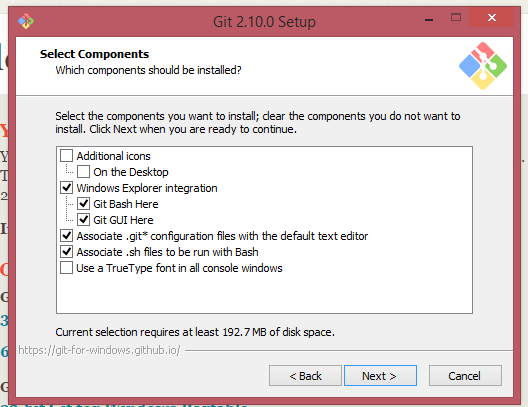 Git 2.10.0 Setup
Select Components
Which components should be installed?
Select the components you want to install; clear the components you do not want to
install. Click Next when you are ready to continue.
Additional icons
On the Desktop
Windows Explorer integration
Git Bash Here
Git GUI Here
Associate .git* configuration files with the default text editor
Associate .sh files to be run with Bash
Use a TrueType font in all console windows
Current selection requires at least 192.7 MB of disk space.
https://git-for-windows.github.io/
< Back
Next >
Cancel